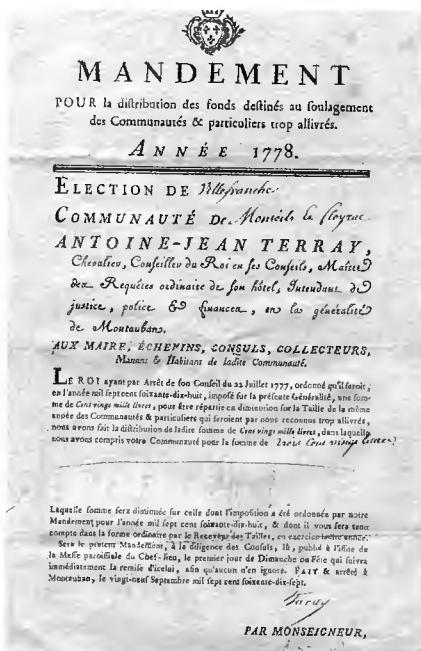 MANDEMENT
POUR la diſtribution des fonds deſtinés au ſoulagement
des Communautés & particuliers trop allivrés.
ANNÉE 1778.
ÉLECTION DE Villefranche
COMMUNAUTÉ De Monteils le
ANTOINE-JEAN TERRAY,
Chevalier, Conſeiller du Roi en ſes Conſeils, Maître
des Requêtes ordinaire de ſon hôtel, Intendant de
juſtice, police & finances, en la généralité
de Montauban.
AUX MAIRE, ÉCHEVINS, CONSULS, COLLECTEURS,
Manans & Habitans de ladite Communauté.
LE ROI ayant par Arrêt de ſon Conſeil du 22 Juillet 1777, ordonné qu'il ſeroit,
en l'année mil ſept cent ſoixante-dix-huit, impoſé ſur la préſente Généralité, une ſom-
me de Cent vingt mille livres, pour être répartie en diminution ſur la Taille de la même
année des Communautés & particuliers qui ſeroient par nous reconnus trop allivrés,
nous avons fait la diſtribution de ladite ſomme de Cent vingt mille livres, dans laquelle
nous avons compris votre Communauté pour la ſomme de trois Cens vingt livres
Laquelle ſomme ſera diminuée ſur celle dont l'impoſition a été ordonnée par notre
Mandement pour l'année mil ſept cent ſoixante-dix-huit, & dont il vous ſera tenu
compte dans la forme ordinaire par le Receveur des Tailles, en exercice ladite année.
Sera le préſent Mandement, à la diligence des Conſuls, lû, publié à l'iſſue de
la Meſſe paroiſſiale du Chef-lieu, le premier jour de Dimanche ou Fête qui ſuivra
immédiatement la remiſe d'icelui, afin qu'aucun n'en ignore. FAIT & arrêté à
Montauban, le vingt-neuf Septembre mil ſept cent ſoixante-dix-ſept.
Terray
PAR MONSEIGNEUR,